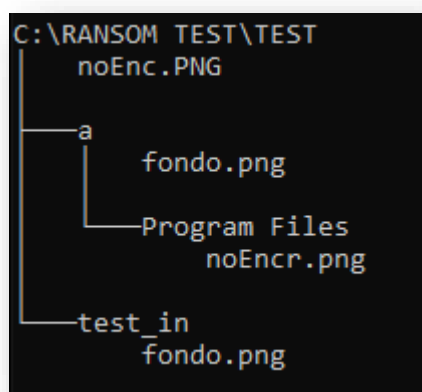 C:\RANSOM TEST\TEST
noEnc.PNG
a
fondo.png
Program Files
noEncr.png
test_in
fondo.png